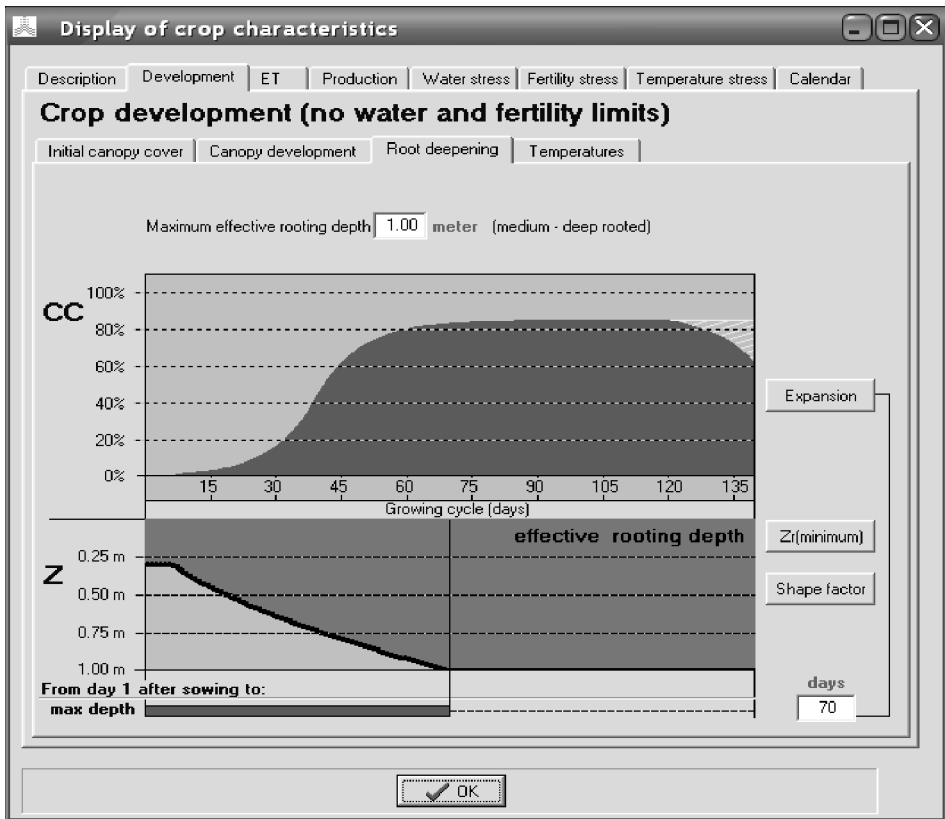 Display of crop characteristics
Description Development ET Production Water stress Fertility stress Temperature stress Calendar
Crop development (no water and fertility limits)
Initial canopy cover Canopy development Root deepening Temperatures
Maximum effective rooting depth 1.00 meter (medium - deep rooted)
CC
100%
80%
60%
40%
20%
0%
Expansion
15 30 45 60 75 90 105 120 135
Growing cycle (days)
effective rooting depth
Z
0.25 m
0.50 m
0.75 m
1.00 m
Zr(minimum)
Shape factor
From day 1 after sowing to:
max depth
days
70
OK